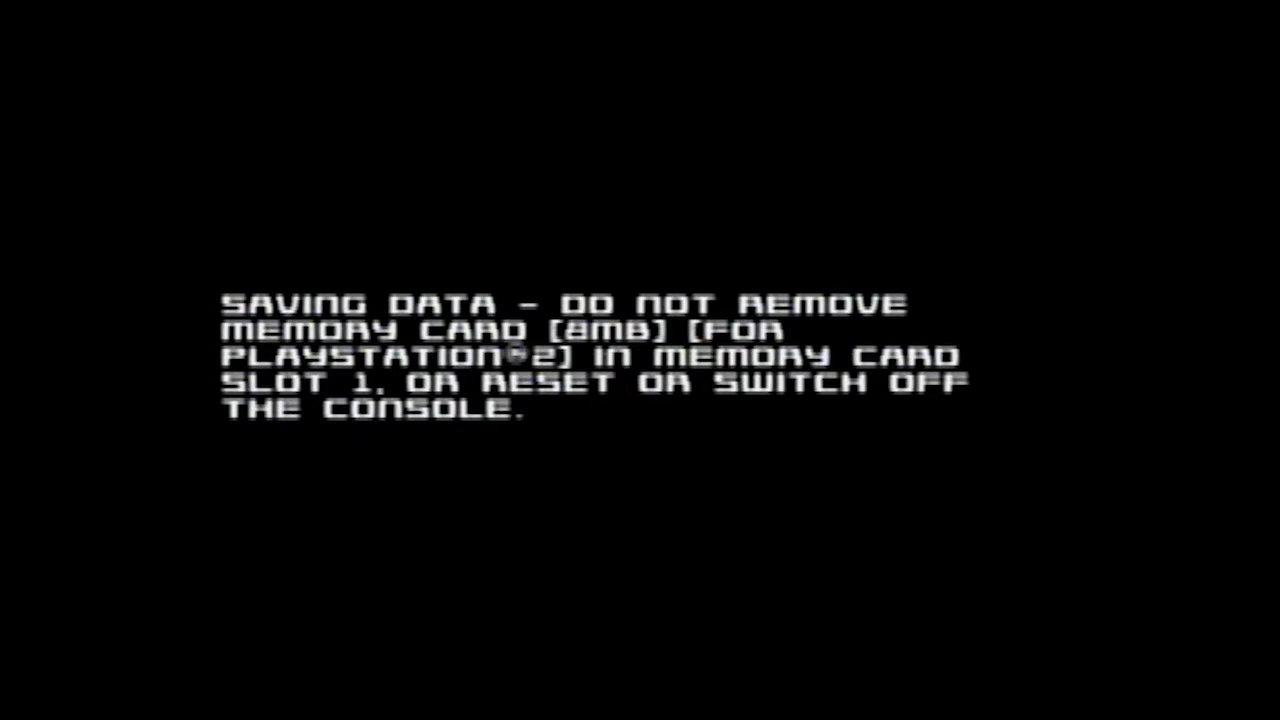 SAVING DATA - DO NOT REMOVE
MEMORY CARD [8MB] [FOR
PLAYSTATION®2] IN MEMORY CARD
SLOT 1, OR RESET OR SWITCH OFF
THE CONSOLE.